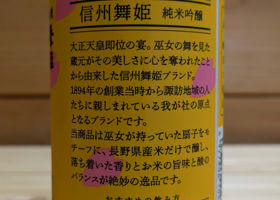 信州舞姫 純米吟醸
大正天皇即位の宴。巫女の舞を見た
蔵元がその美しさに心を奪われたこと
から由来した信州舞姫ブランド。
1894年の創業当時から諏訪地域の人
たちに親しまれている我が社の原点
となるブランドです。
当商品は巫女が持っていた扇子をモ
チーフに、長野県産米だけで醸し、
落ち着いた香りとお米の旨味と酸の
バランスが絶妙の逸品です。